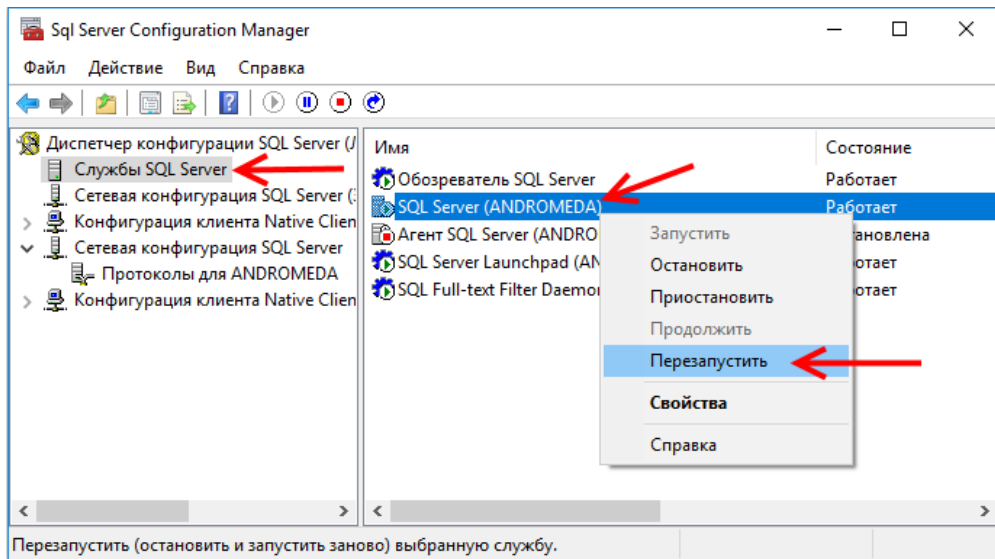 Sql Server Configuration Manager
Файл Действие Вид Справка
Диспетчер конфигурации SQL Server (Л
Службы SQL Server
Сетевая конфигурация SQL Server (:
Конфигурация клиента Native Clien
Сетевая конфигурация SQL Server
Протоколы для ANDROMEDA
Конфигурация клиента Native Clien
Имя Состояние
Обозреватель SQL Server Работает
SQL Server (ANDROMEDA) Работает
Агент SQL Server (ANDRO тановлена
SQL Server Launchpad (AN отает
SQL Full-text Filter Daemon отает
Запустить
Остановить
Приостановить
Продолжить
Перезапустить
Свойства
Справка
Перезапустить (остановить и запустить заново) выбранную службу.